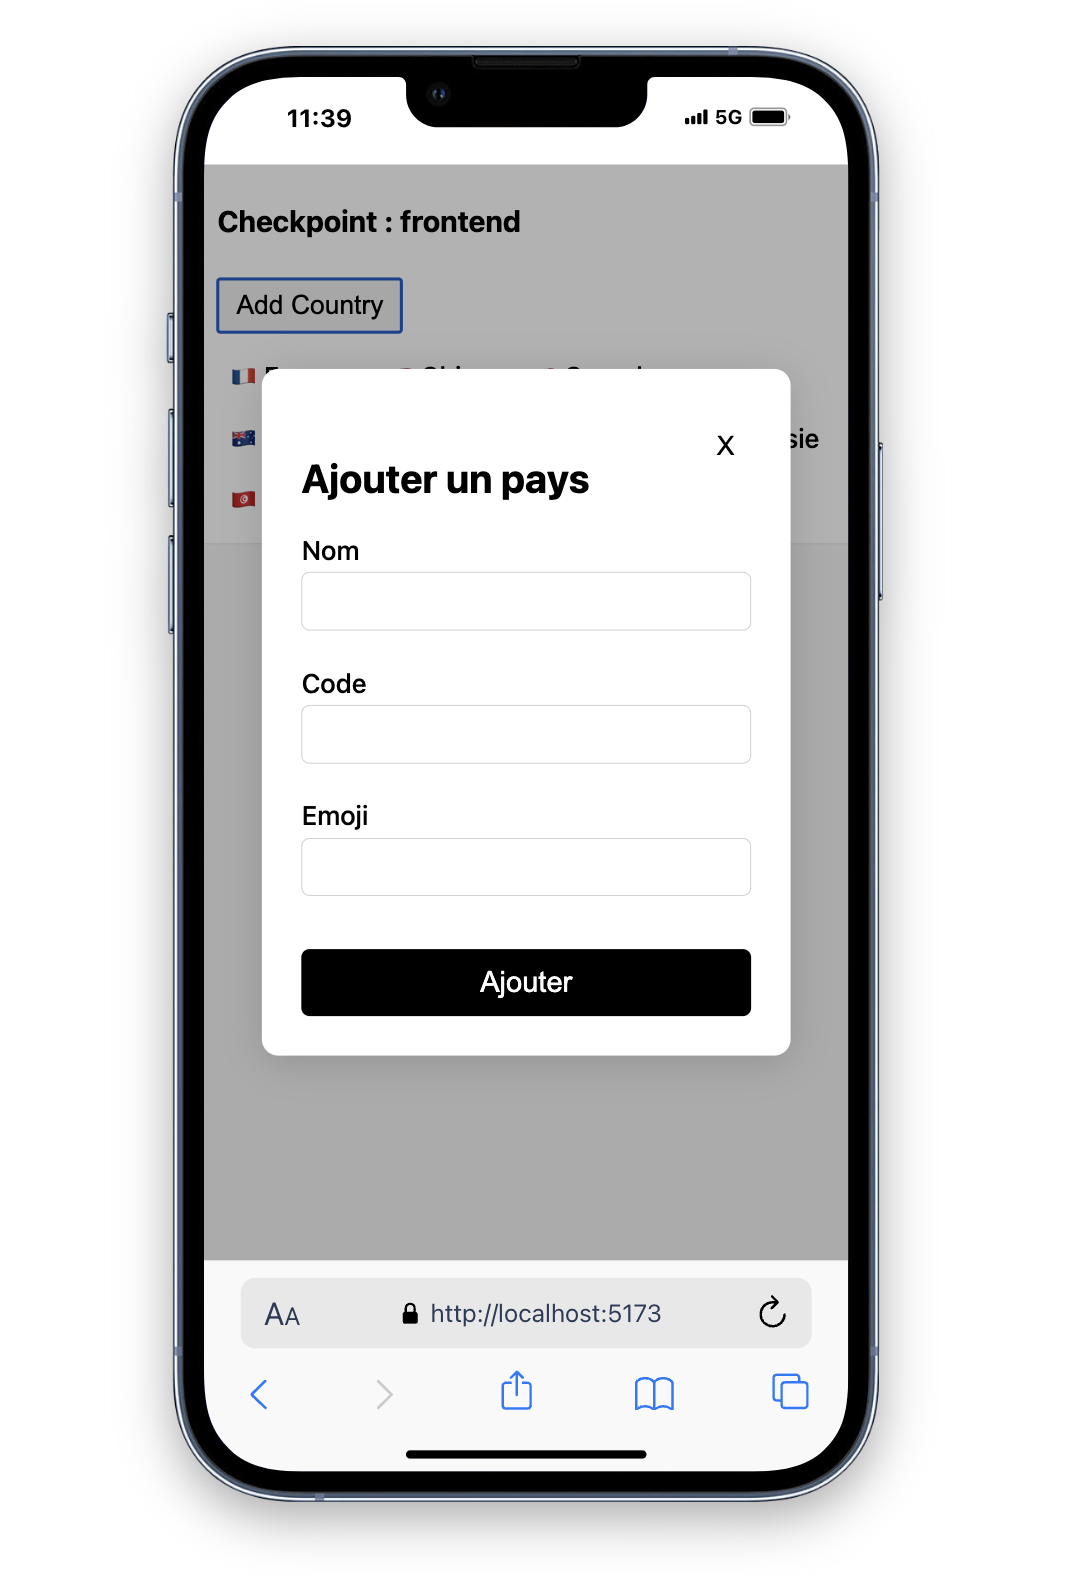 11:39
5G
Checkpoint : frontend
Add Country
sie
X
Ajouter un pays
Nom
Code
Emoji
Ajouter
AA
http://localhost:5173